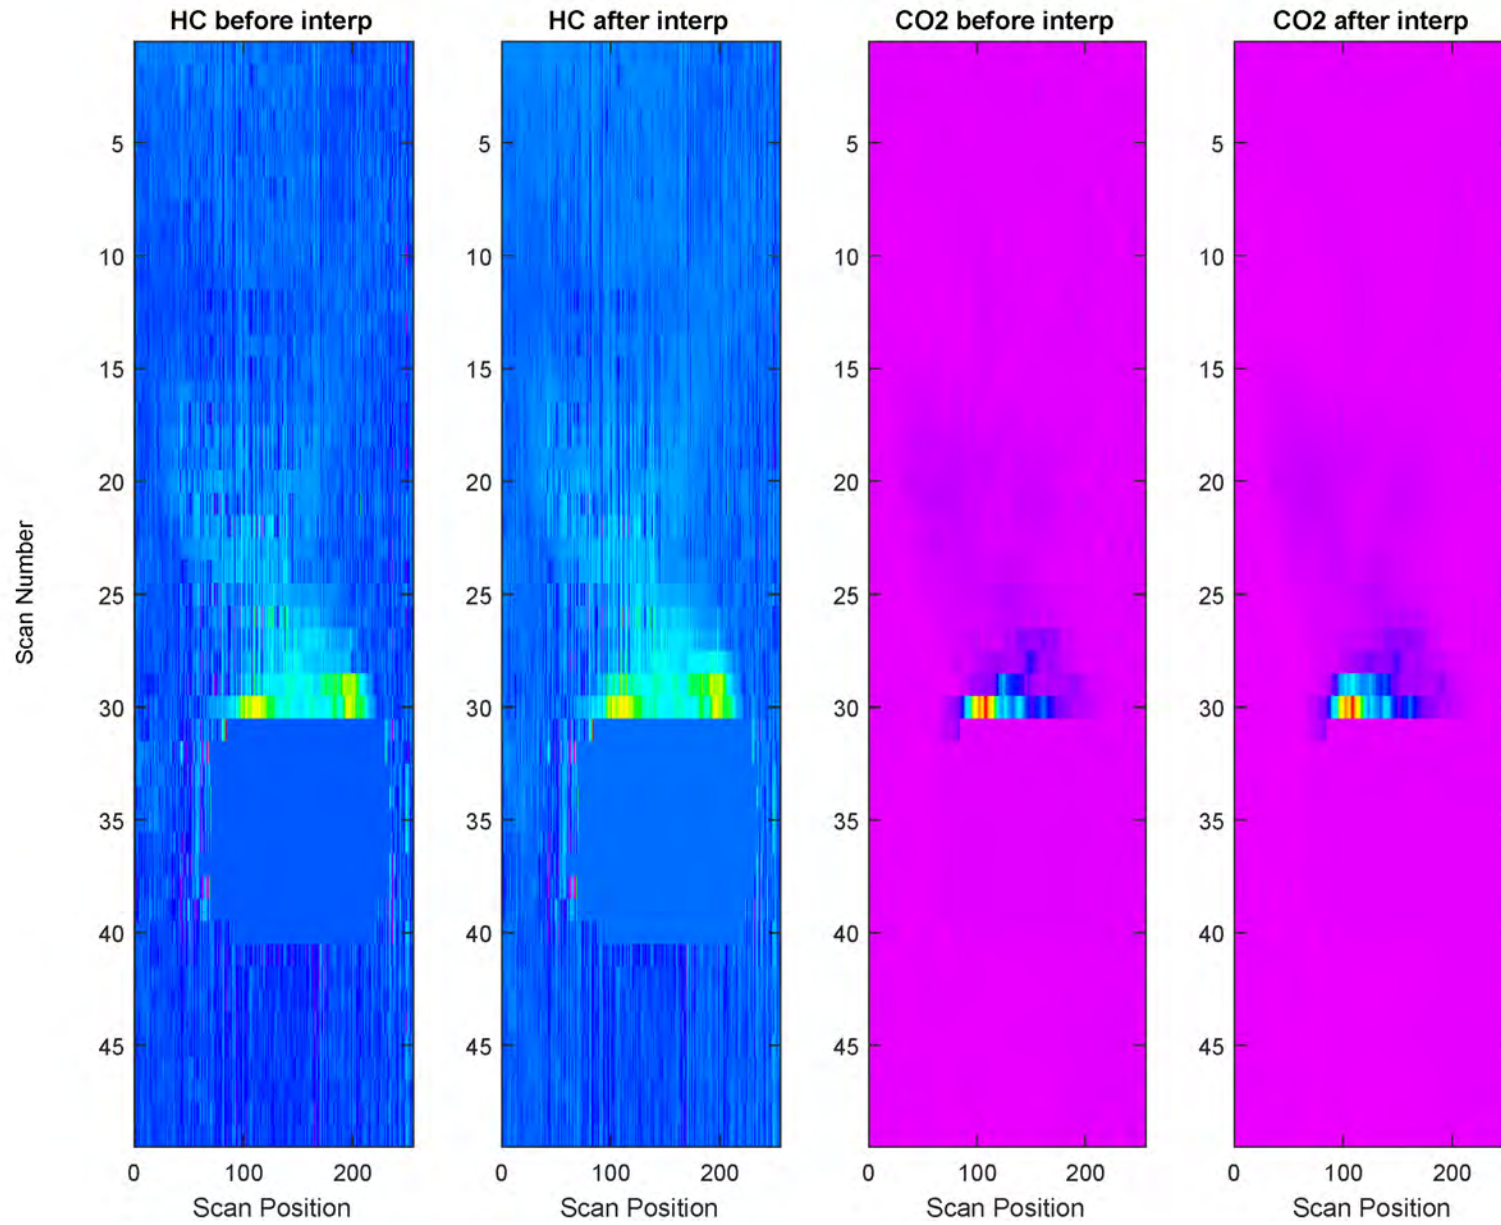 HC before interp HC after interp CO2 before interp CO2 after interp
5 5 5 5
10 10 10 10
15 15 15 15
20 20 20 20
Scan Number
25 25 25 25
30 30 30 30
35 35 35 35
40 40 40 40
45 45 45 45
0 100 200 0 100 200 0 100 200 0 100 200
Scan Position Scan Position Scan Position Scan Position